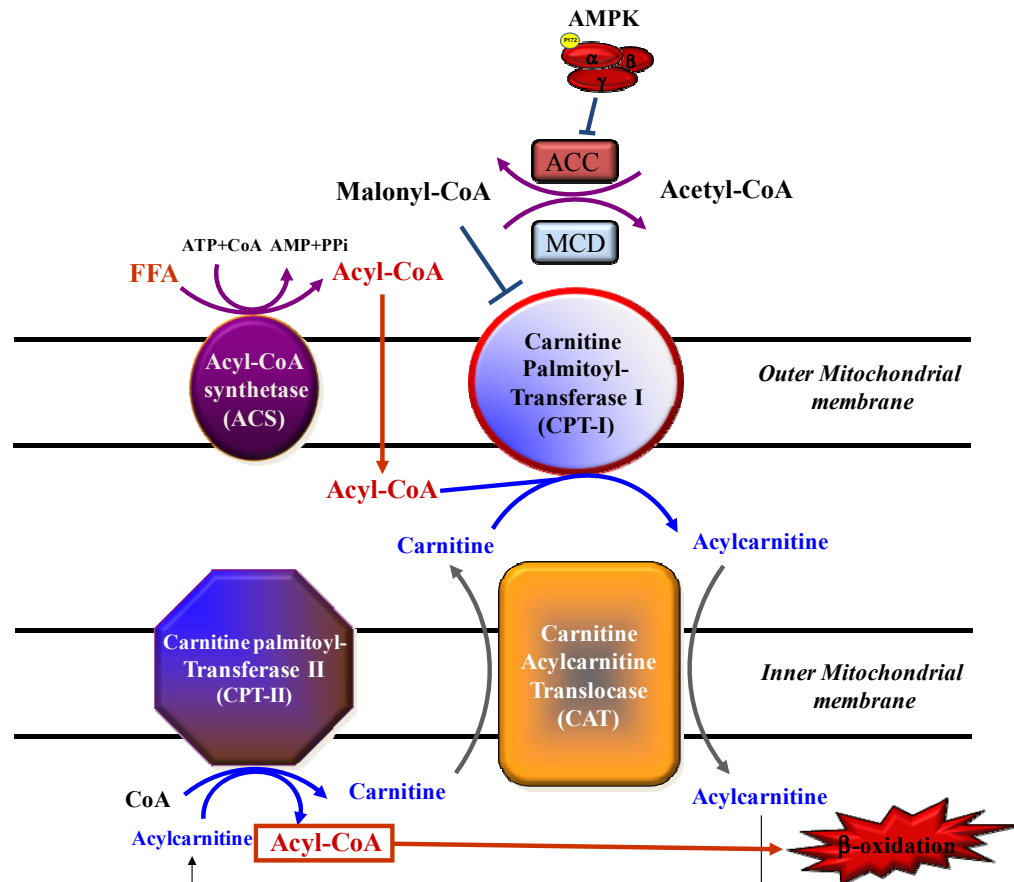 AMPK
P172
α
β
γ
ACC
Malonyl-CoA
Acetyl-CoA
MCD
ATP+CoA
AMP+PPi
FFA
Acyl-CoA
Acyl-CoA
synthetase
(ACS)
Carnitine
Palmitoyl-
Transferase I
(CPT-I)
Outer Mitochondrial
membrane
Acyl-CoA
Carnitine
Acylcarnitine
Carnitine palmitoyl-
Transferase II
(CPT-II)
Carnitine
Acylcarnitine
Translocase
(CAT)
Inner Mitochondrial
membrane
CoA
Carnitine
Acylcarnitine
Acylcarnitine
Acyl-CoA
β-oxidation